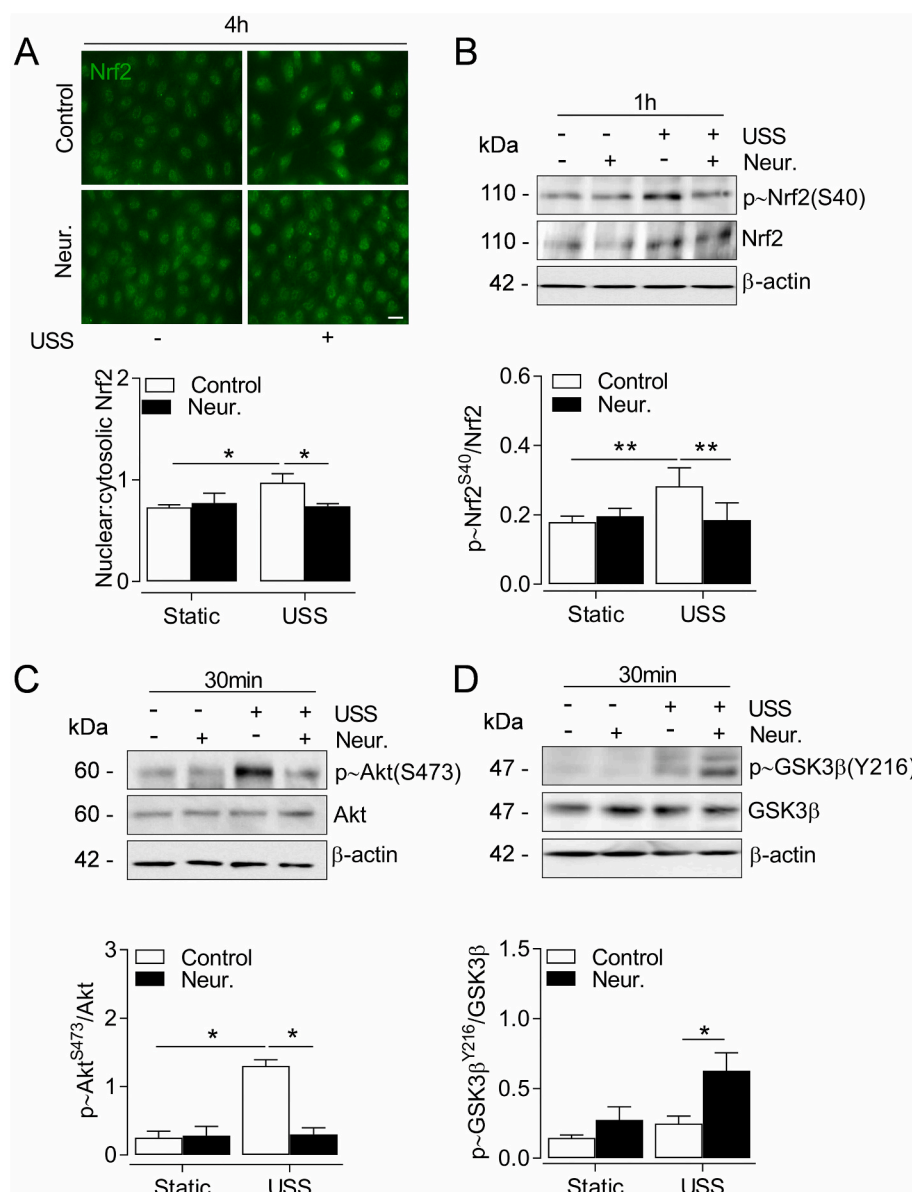 4h
A
Nrf2
Control
Neur.
USS - +
Nuclear:cytosolic Nrf2
2
1
0
Control
Neur.
* *
Static USS
B
1h
kDa - - + + USS
- + - + Neur.
110 - p~Nrf2(S40)
110 - Nrf2
42 - β-actin
p~Nrf2S40/Nrf2
0.6
0.4
0.2
0.0
Control
Neur.
** **
Static USS
C
30min
kDa - - + + USS
- + - + Neur.
60 - p~Akt(S473)
60 - Akt
42 - β-actin
p~AktS473/Akt
3
2
1
0
Control
Neur.
* *
Static USS
D
30min
kDa - - + + USS
- + - + Neur.
47 - p~GSK3β(Y216)
47 - GSK3β
42 - β-actin
p~GSK3βY216/GSK3β
1.5
1.0
0.5
0.0
Control
Neur.
*
Static USS